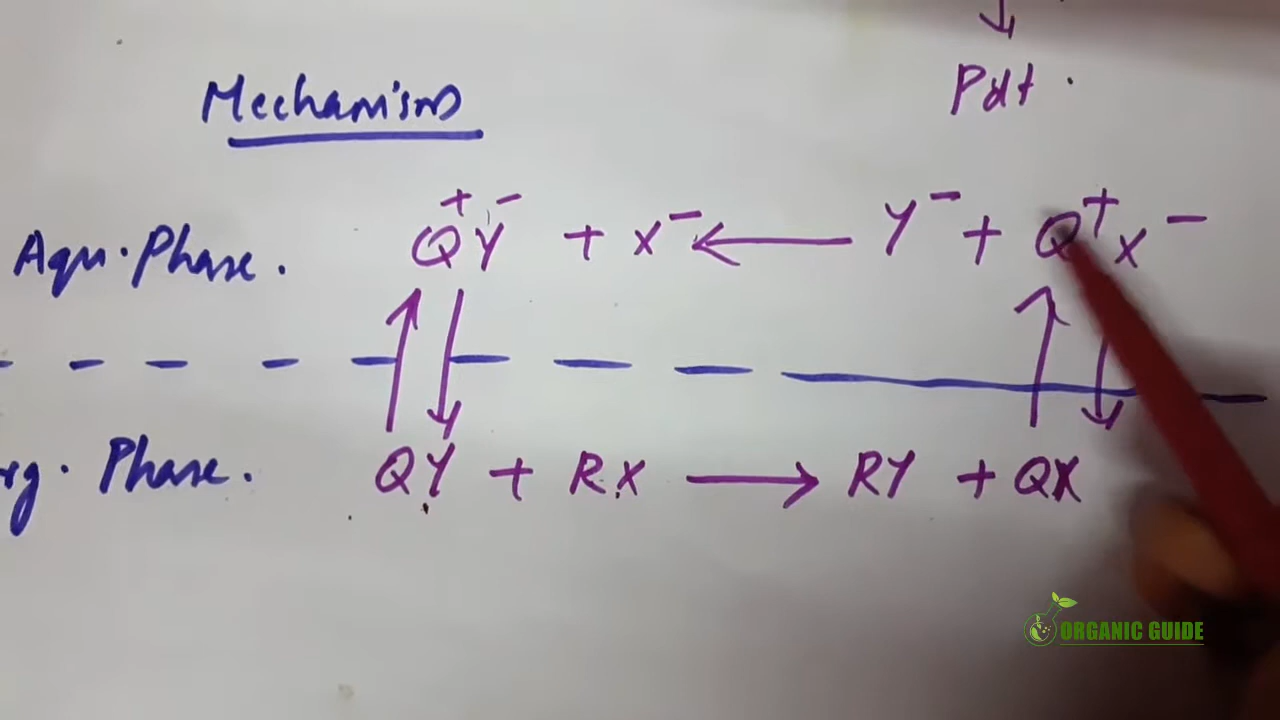 Pdt.
Mechanism
Aqu. Phase. Q⁺Y⁻ + X⁻ ← Y⁻ + Q⁺X⁻
rg. Phase. QY + RX → RY + QX
ORGANIC GUIDE